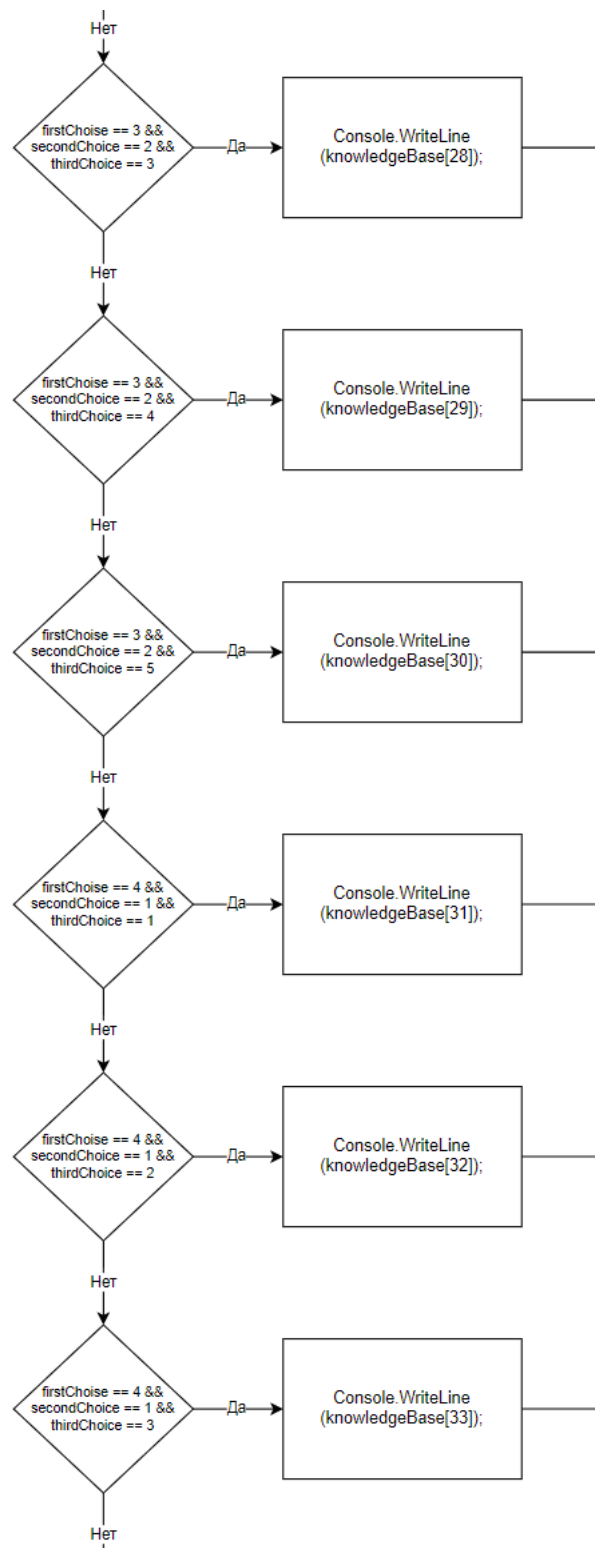 Нет
firstChoise == 3 &&
secondChoice == 2 &&
thirdChoice == 3
Да
Console.WriteLine
(knowledgeBase[28]);
Нет
firstChoise == 3 &&
secondChoice == 2 &&
thirdChoice == 4
Да
Console.WriteLine
(knowledgeBase[29]);
Нет
firstChoise == 3 &&
secondChoice == 2 &&
thirdChoice == 5
Да
Console.WriteLine
(knowledgeBase[30]);
Нет
firstChoise == 4 &&
secondChoice == 1 &&
thirdChoice == 1
Да
Console.WriteLine
(knowledgeBase[31]);
Нет
firstChoise == 4 &&
secondChoice == 1 &&
thirdChoice == 2
Да
Console.WriteLine
(knowledgeBase[32]);
Нет
firstChoise == 4 &&
secondChoice == 1 &&
thirdChoice == 3
Да
Console.WriteLine
(knowledgeBase[33]);
Нет